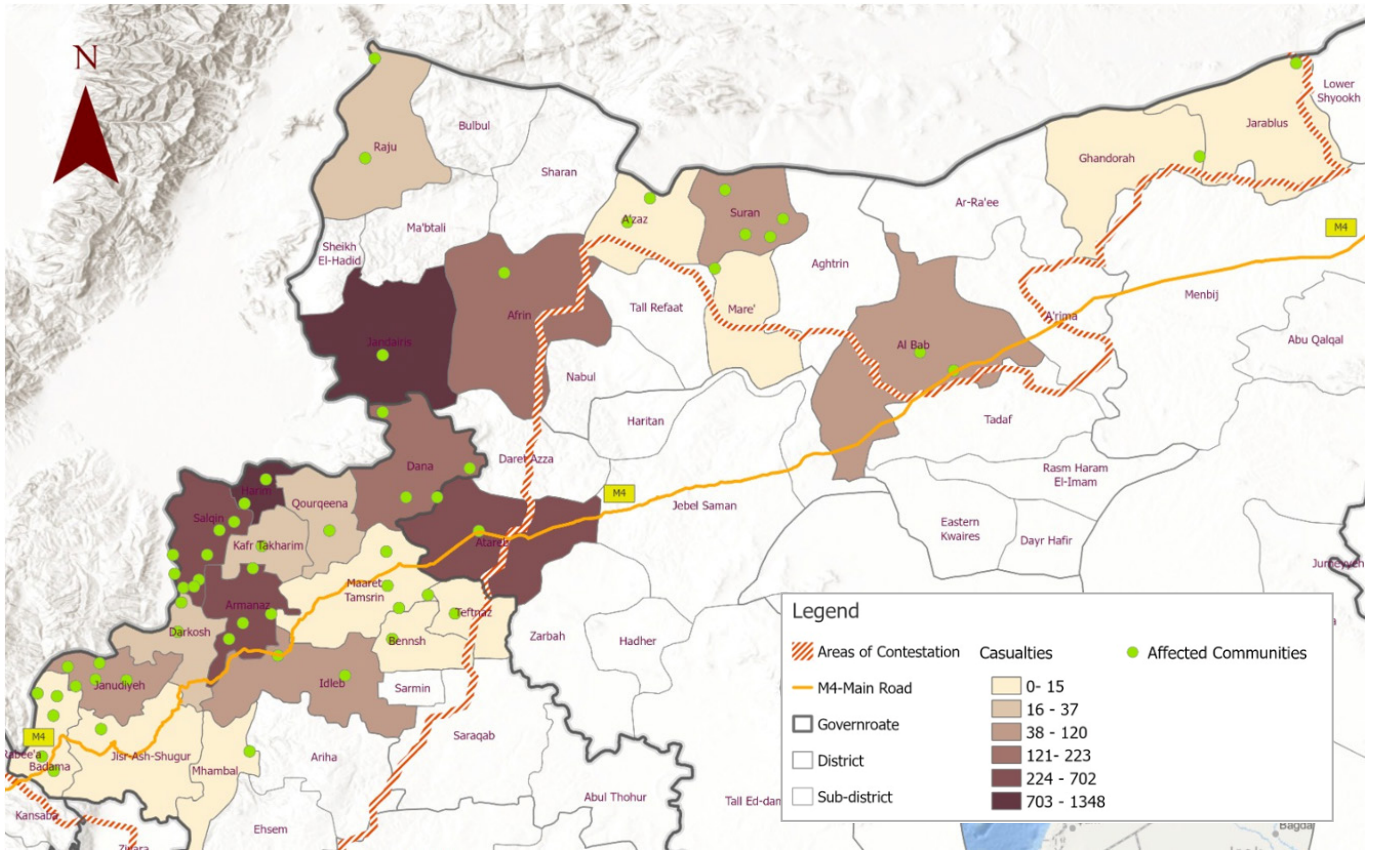 N
Lower
Shyookh
Bulbul
Jarablus
Raju
Ghandorah
Sharan
Ar-Ra'ee
A'zaz
Suran
Ma'btali
Sheikh
El-Hadid
M4
Aghtrin
Menbij
Afrin
Tall Refaat
Mare'
A'rima
Jandairis
Al Bab
Abu Qalqal
Nabul
Haritan
Tadaf
Dana
Daret Azza
Rasm Haram
El-Imam
Harim
M4
Qourqeena
Jebel Saman
Salqin
Eastern
Kwaires
Dayr Hafir
Kafr Takharim
Atareb
Maaret
Tamsrin
Armanaz
Teftnaz
Darkosh
Bennsh
Zarbah
Hadher
Janudiyeh
Idleb
Sarmin
M4
Saraqab
Jisr-Ash-Shugur
Ariha
Badama
Mhambal
Abul Thohur
Kansaba
Ehsem
Legend
Areas of Contestation
M4-Main Road
Governroate
District
Sub-district
Casualties
0- 15
16 - 37
38 - 120
121- 223
224 - 702
703 - 1348
Affected Communities